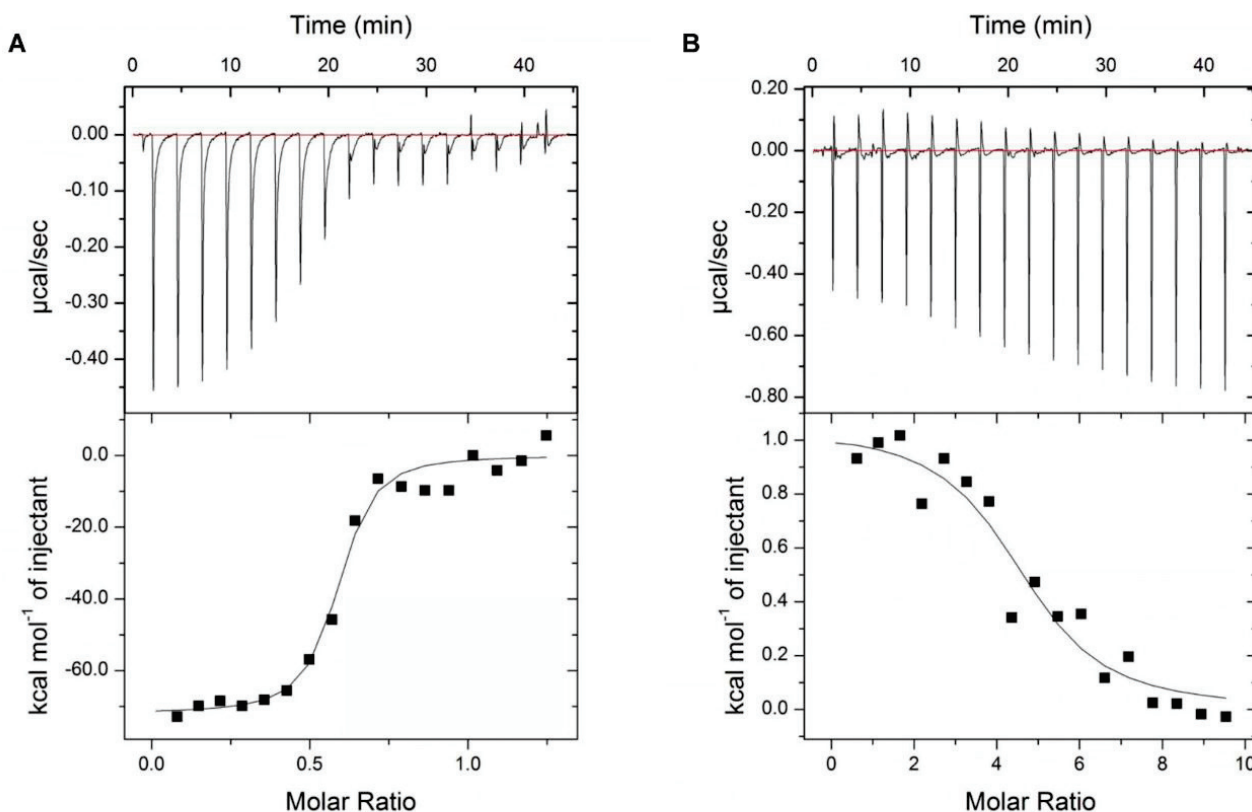 A
Time (min)
0 10 20 30 40
0.00
-0.10
-0.20
-0.30
-0.40
µcal/sec
0.0
-20.0
-40.0
-60.0
kcal mol⁻¹ of injectant
0.0 0.5 1.0
Molar Ratio
B
Time (min)
0 10 20 30 40
0.20
0.00
-0.20
-0.40
-0.60
-0.80
µcal/sec
1.0
0.8
0.6
0.4
0.2
0.0
kcal mol⁻¹ of injectant
0 2 4 6 8 10
Molar Ratio